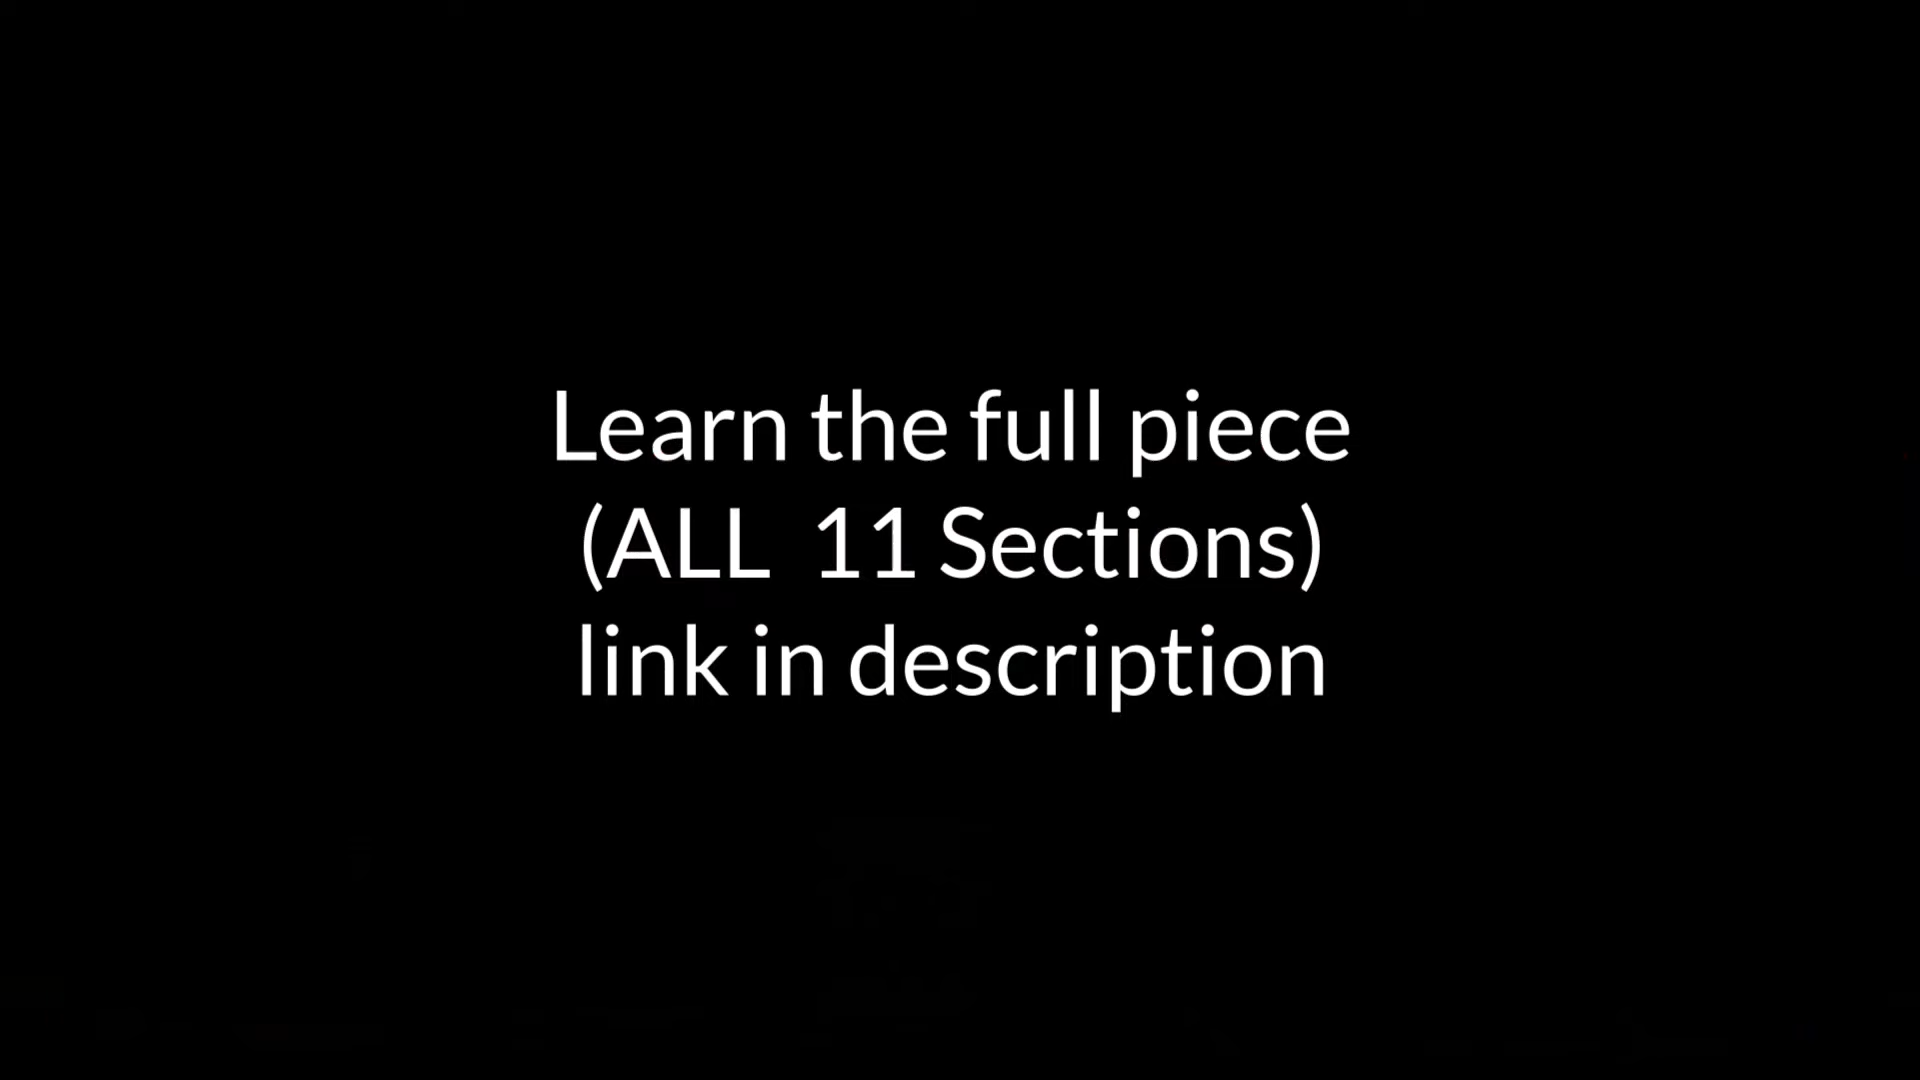 Learn the full piece
(ALL  11 Sections)
link in description